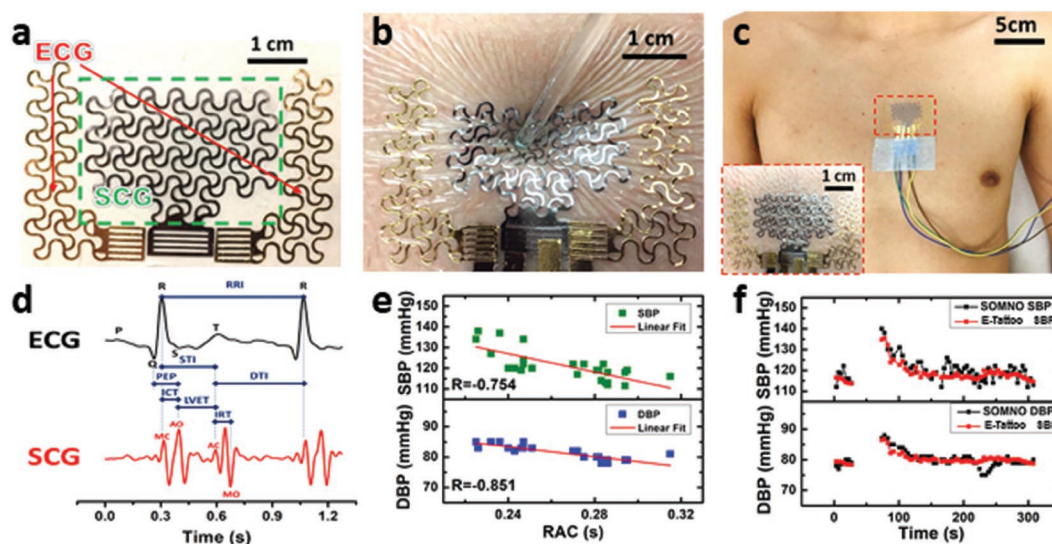 a
ECG
1 cm
SCG
b
1 cm
c
5cm
1 cm
d
ECG
P
R
RRI
R
Q
S
T
STI
PEP
DTI
ICT
LVET
IRT
SCG
MC
AO
AC
MO
0.0 0.3 0.6 0.9 1.2
Time (s)
e
SBP (mmHg)
150
140
130
120
110
SBP
Linear Fit
R=-0.754
DBP (mmHg)
90
80
70
DBP
Linear Fit
R=-0.851
0.24 0.28 0.32
RAC (s)
f
SBP (mmHg)
150
140
130
120
110
SOMNO SBP
E-Tattoo SBP
DBP (mmHg)
90
80
70
SOMNO DBP
E-Tattoo SBP
0 100 200 300
Time (s)